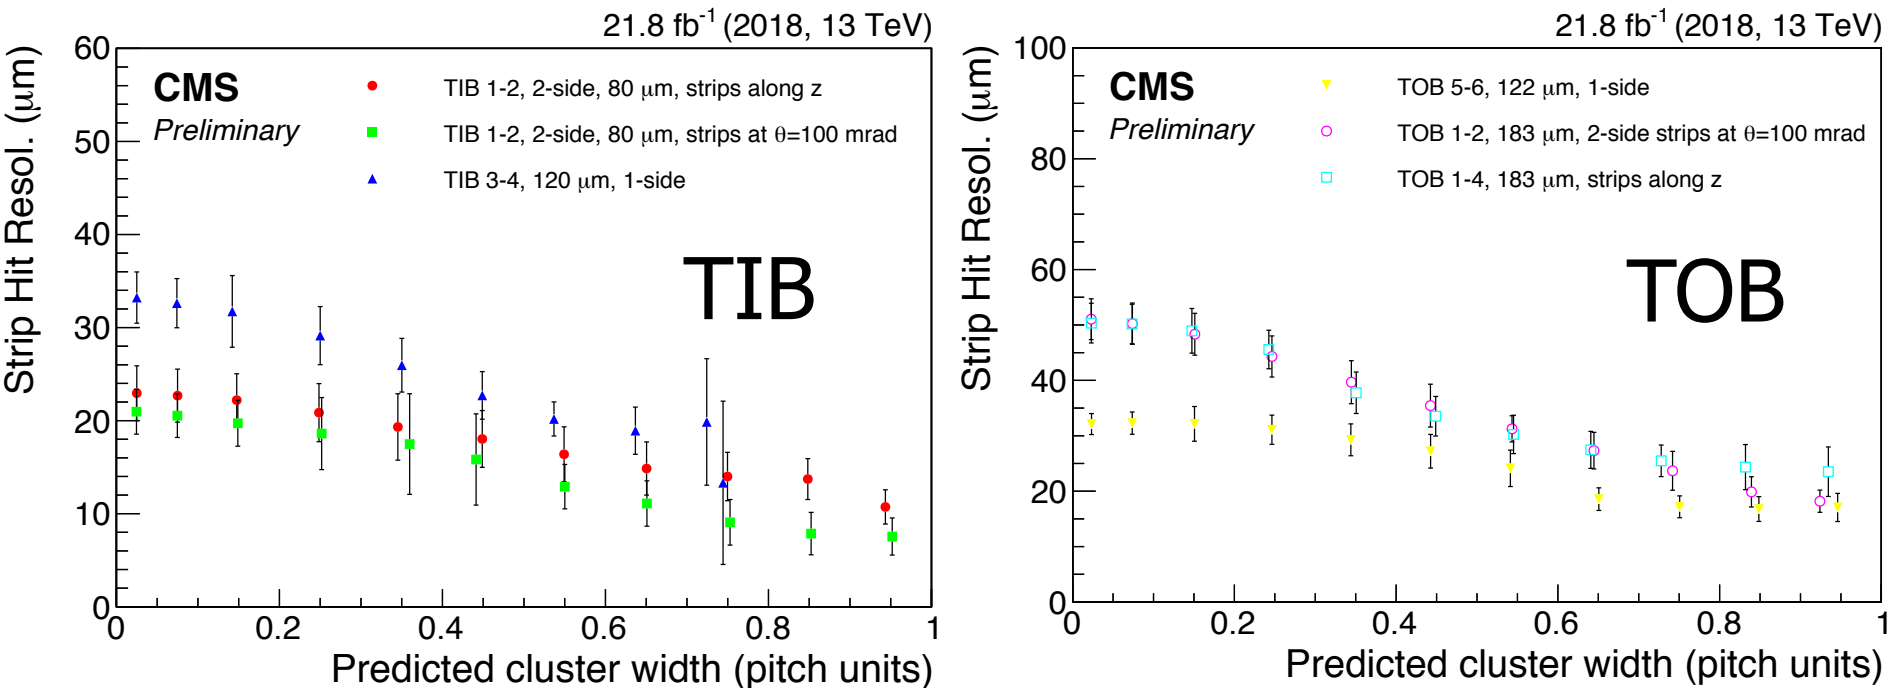 21.8 fb⁻¹ (2018, 13 TeV)
CMS
Preliminary
TIB 1-2, 2-side, 80 μm, strips along z
TIB 1-2, 2-side, 80 μm, strips at θ=100 mrad
TIB 3-4, 120 μm, 1-side
TIB
Strip Hit Resol. (μm)
60
50
40
30
20
10
0
0 0.2 0.4 0.6 0.8 1
Predicted cluster width (pitch units)
21.8 fb⁻¹ (2018, 13 TeV)
CMS
Preliminary
TOB 5-6, 122 μm, 1-side
TOB 1-2, 183 μm, 2-side strips at θ=100 mrad
TOB 1-4, 183 μm, strips along z
TOB
Strip Hit Resol. (μm)
100
80
60
40
20
0
0 0.2 0.4 0.6 0.8 1
Predicted cluster width (pitch units)